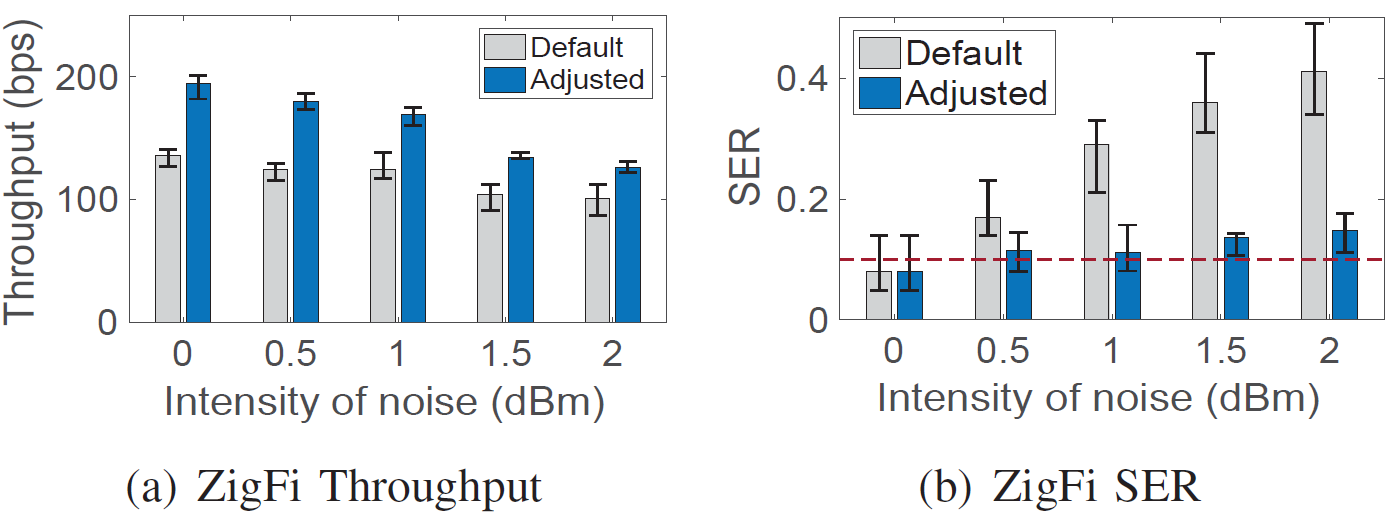 Throughput (bps)
200
100
0
Default
Adjusted
0 0.5 1 1.5 2
Intensity of noise (dBm)
(a) ZigFi Throughput
SER
0.4
0.2
0
Default
Adjusted
0 0.5 1 1.5 2
Intensity of noise (dBm)
(b) ZigFi SER